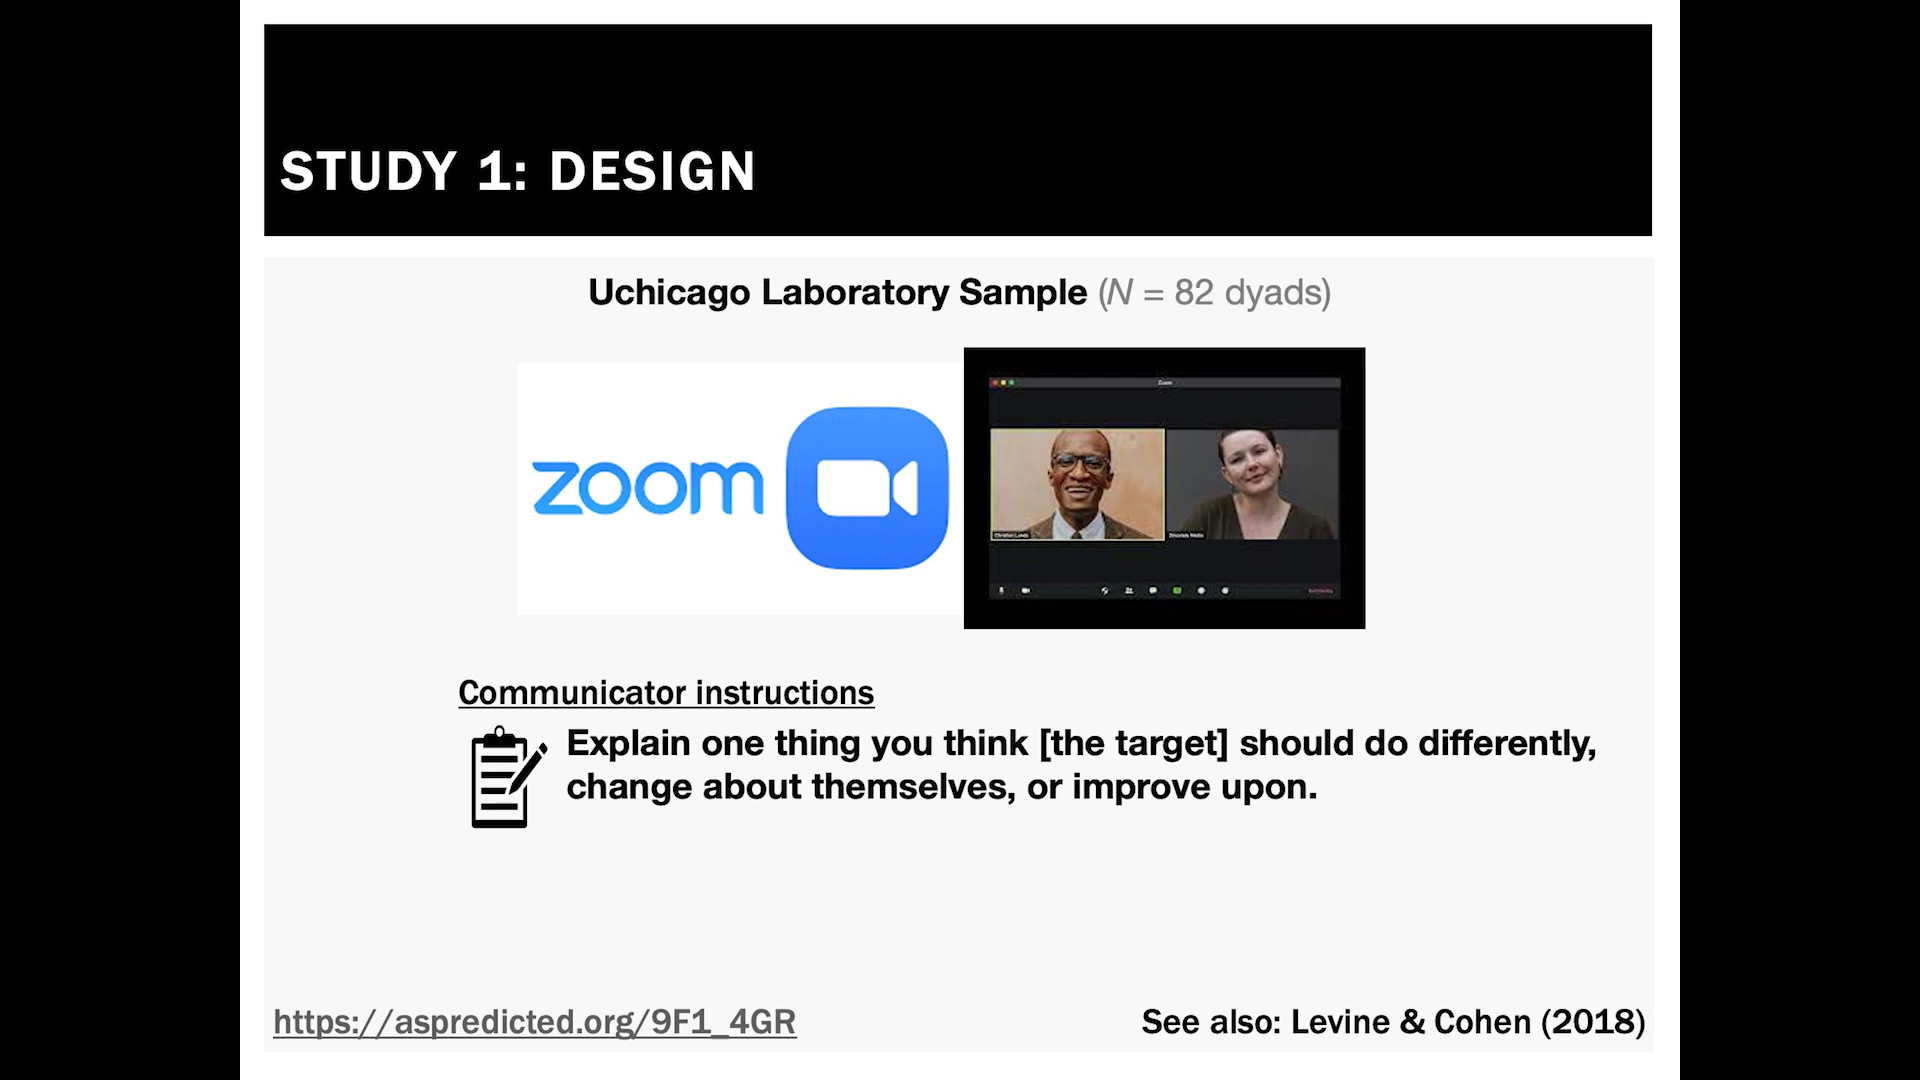 STUDY 1: DESIGN
Uchicago Laboratory Sample (N = 82 dyads)
zoom
Zoom
Communicator instructions
Explain one thing you think [the target] should do differently,
change about themselves, or improve upon.
https://aspredicted.org/9F1_4GR
See also: Levine & Cohen (2018)